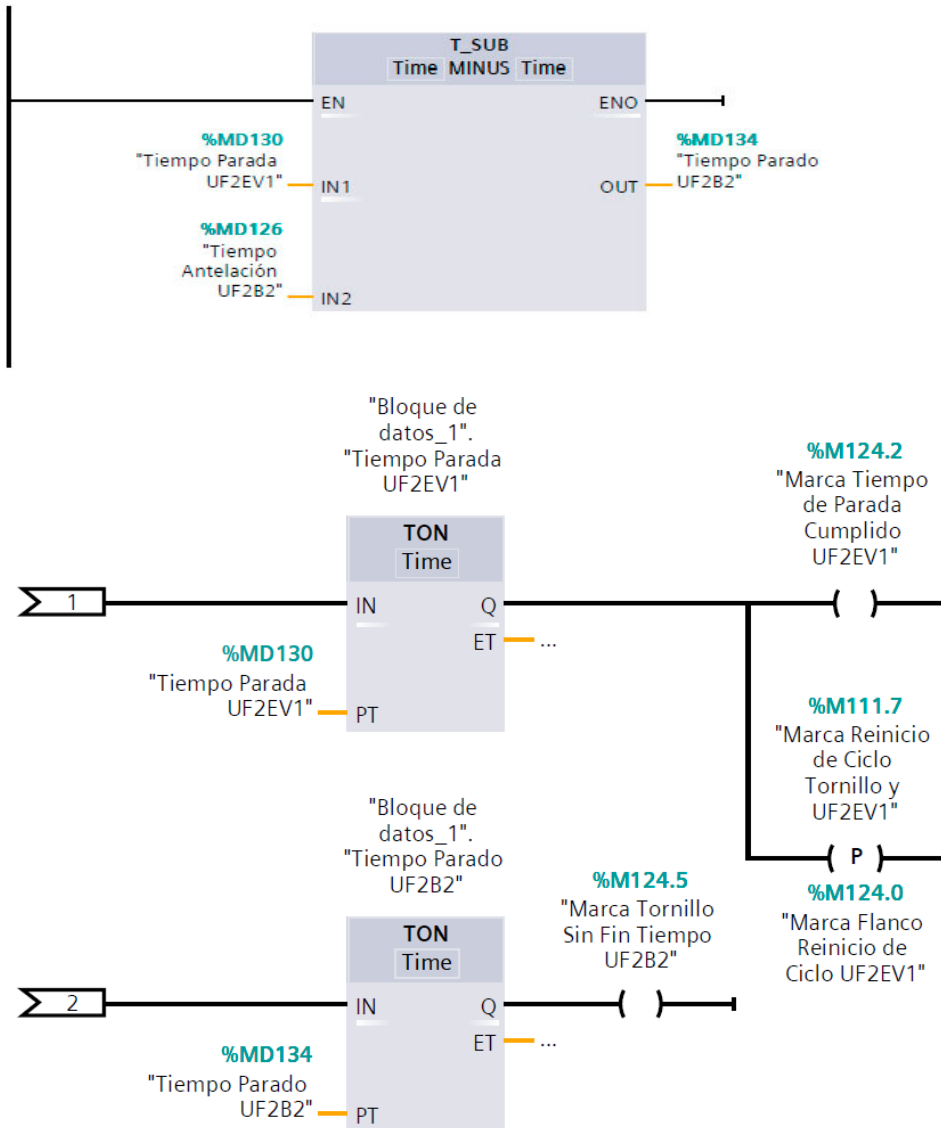 T_SUB
Time MINUS Time
EN
ENO
%MD130
"Tiempo Parada
UF2EV1"
IN1
%MD134
"Tiempo Parado
UF2B2"
OUT
%MD126
"Tiempo
Antelación
UF2B2"
IN2
"Bloque de
datos_1".
"Tiempo Parada
UF2EV1"
TON
Time
1
IN
Q
ET
...
%MD130
"Tiempo Parada
UF2EV1"
PT
%M124.2
"Marca Tiempo
de Parada
Cumplido
UF2EV1"
%M111.7
"Marca Reinicio
de Ciclo
Tornillo y
UF2EV1"
P
%M124.0
"Marca Flanco
Reinicio de
Ciclo UF2EV1"
"Bloque de
datos_1".
"Tiempo Parado
UF2B2"
TON
Time
2
IN
Q
ET
...
%MD134
"Tiempo Parado
UF2B2"
PT
%M124.5
"Marca Tornillo
Sin Fin Tiempo
UF2B2"